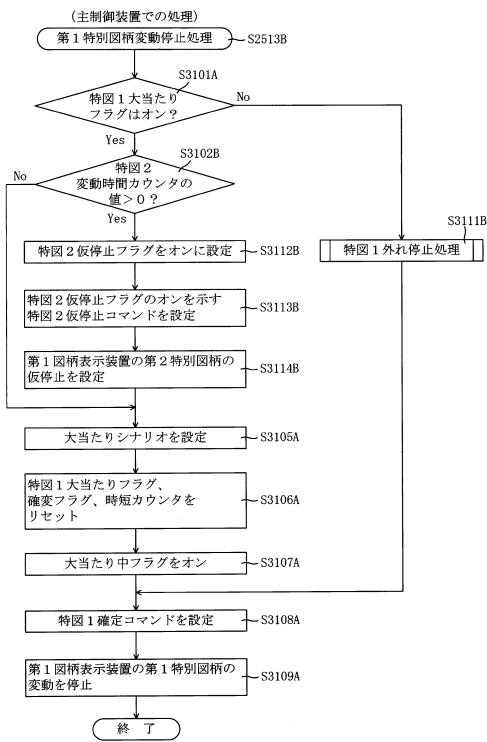 (主制御装置での処理)
第1特別図柄変動停止処理
S2513B
S3101A
特図1大当たり
フラグはオン?
No
Yes
S3102B
特図2
変動時間カウンタの
値>0?
No
Yes
S3111B
特図1外れ停止処理
特図2仮停止フラグをオンに設定
S3112B
特図2仮停止フラグのオンを示す
特図2仮停止コマンドを設定
S3113B
第1図柄表示装置の第2特別図柄の
仮停止を設定
S3114B
大当たりシナリオを設定
S3105A
特図1大当たりフラグ、
確変フラグ、時短カウンタを
リセット
S3106A
大当たり中フラグをオン
S3107A
特図1確定コマンドを設定
S3108A
第1図柄表示装置の第1特別図柄の
変動を停止
S3109A
終 了